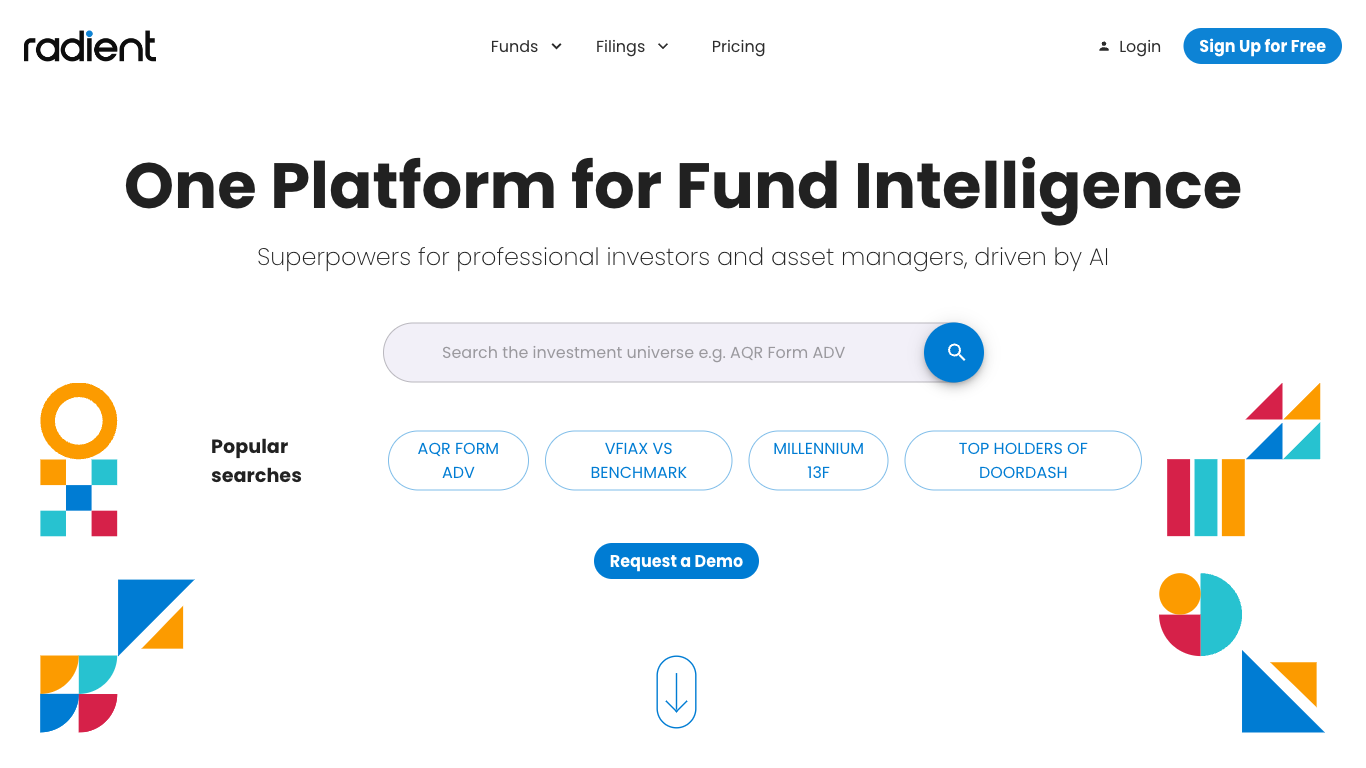 radient
Funds
Filings
Pricing
Login
Sign Up for Free
One Platform for Fund Intelligence
Superpowers for professional investors and asset managers, driven by AI
Search the investment universe e.g. AQR Form ADV
Popular
searches
AQR FORM
ADV
VFIAX VS
BENCHMARK
MILLENNIUM
13F
TOP HOLDERS OF
DOORDASH
Request a Demo